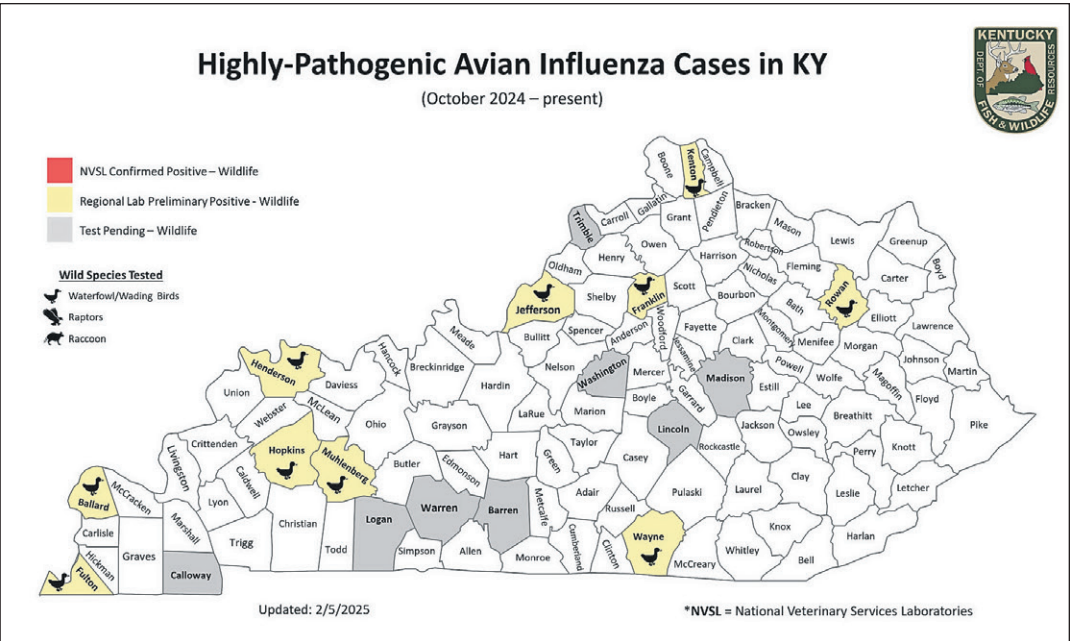 Highly-Pathogenic Avian Influenza Cases in KY
(October 2024 – present)
KENTUCKY
DEPT. OF
FISH & WILDLIFE
RESOURCES
NVSL Confirmed Positive – Wildlife
Regional Lab Preliminary Positive - Wildlife
Test Pending – Wildlife
Wild Species Tested
Waterfowl/Wading Birds
Raptors
Raccoon
Boone
Kenton
Campbell
Trimble
Carroll
Gallatin
Grant
Pendleton
Bracken
Mason
Robertson
Lewis
Greenup
Boyd
Oldham
Henry
Owen
Harrison
Nicholas
Fleming
Rowan
Carter
Elliott
Lawrence
Jefferson
Shelby
Franklin
Scott
Bourbon
Bath
Montgomery
Menifee
Morgan
Johnson
Martin
Meade
Bullitt
Spencer
Anderson
Woodford
Fayette
Jessamine
Clark
Powell
Wolfe
Magoffin
Floyd
Pike
Henderson
Union
Daviess
Hancock
Breckinridge
Hardin
Nelson
Washington
Mercer
Garrard
Madison
Estill
Lee
Breathitt
Knott
Webster
McLean
Ohio
Grayson
LaRue
Marion
Boyle
Lincoln
Rockcastle
Jackson
Owsley
Perry
Letcher
Crittenden
Livingston
Caldwell
Hopkins
Muhlenberg
Butler
Edmonson
Hart
Green
Taylor
Casey
Pulaski
Laurel
Clay
Leslie
Harlan
Ballard
McCracken
Lyon
Christian
Todd
Logan
Warren
Barren
Metcalfe
Adair
Russell
Wayne
McCreary
Whitley
Knox
Bell
Carlisle
Hickman
Fulton
Graves
Marshall
Calloway
Trigg
Simpson
Allen
Monroe
Cumberland
Clinton
Updated: 2/5/2025
*NVSL = National Veterinary Services Laboratories